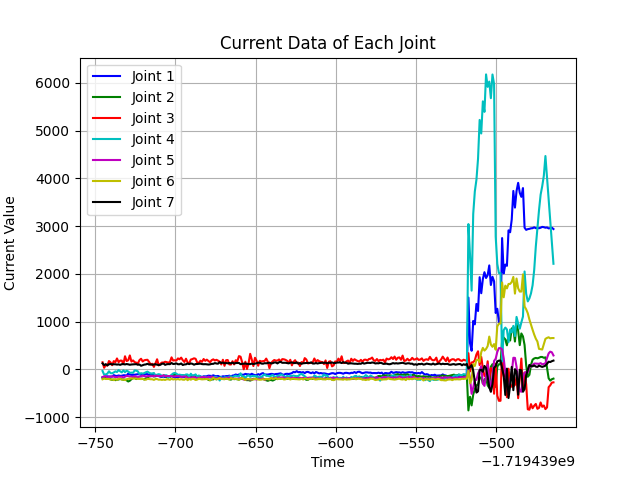 Current Data of Each Joint
Joint 1
Joint 2
Joint 3
Joint 4
Joint 5
Joint 6
Joint 7
Current Value
6000
5000
4000
3000
2000
1000
0
−1000
−750
−700
−650
−600
−550
−500
Time
−1.719439e9